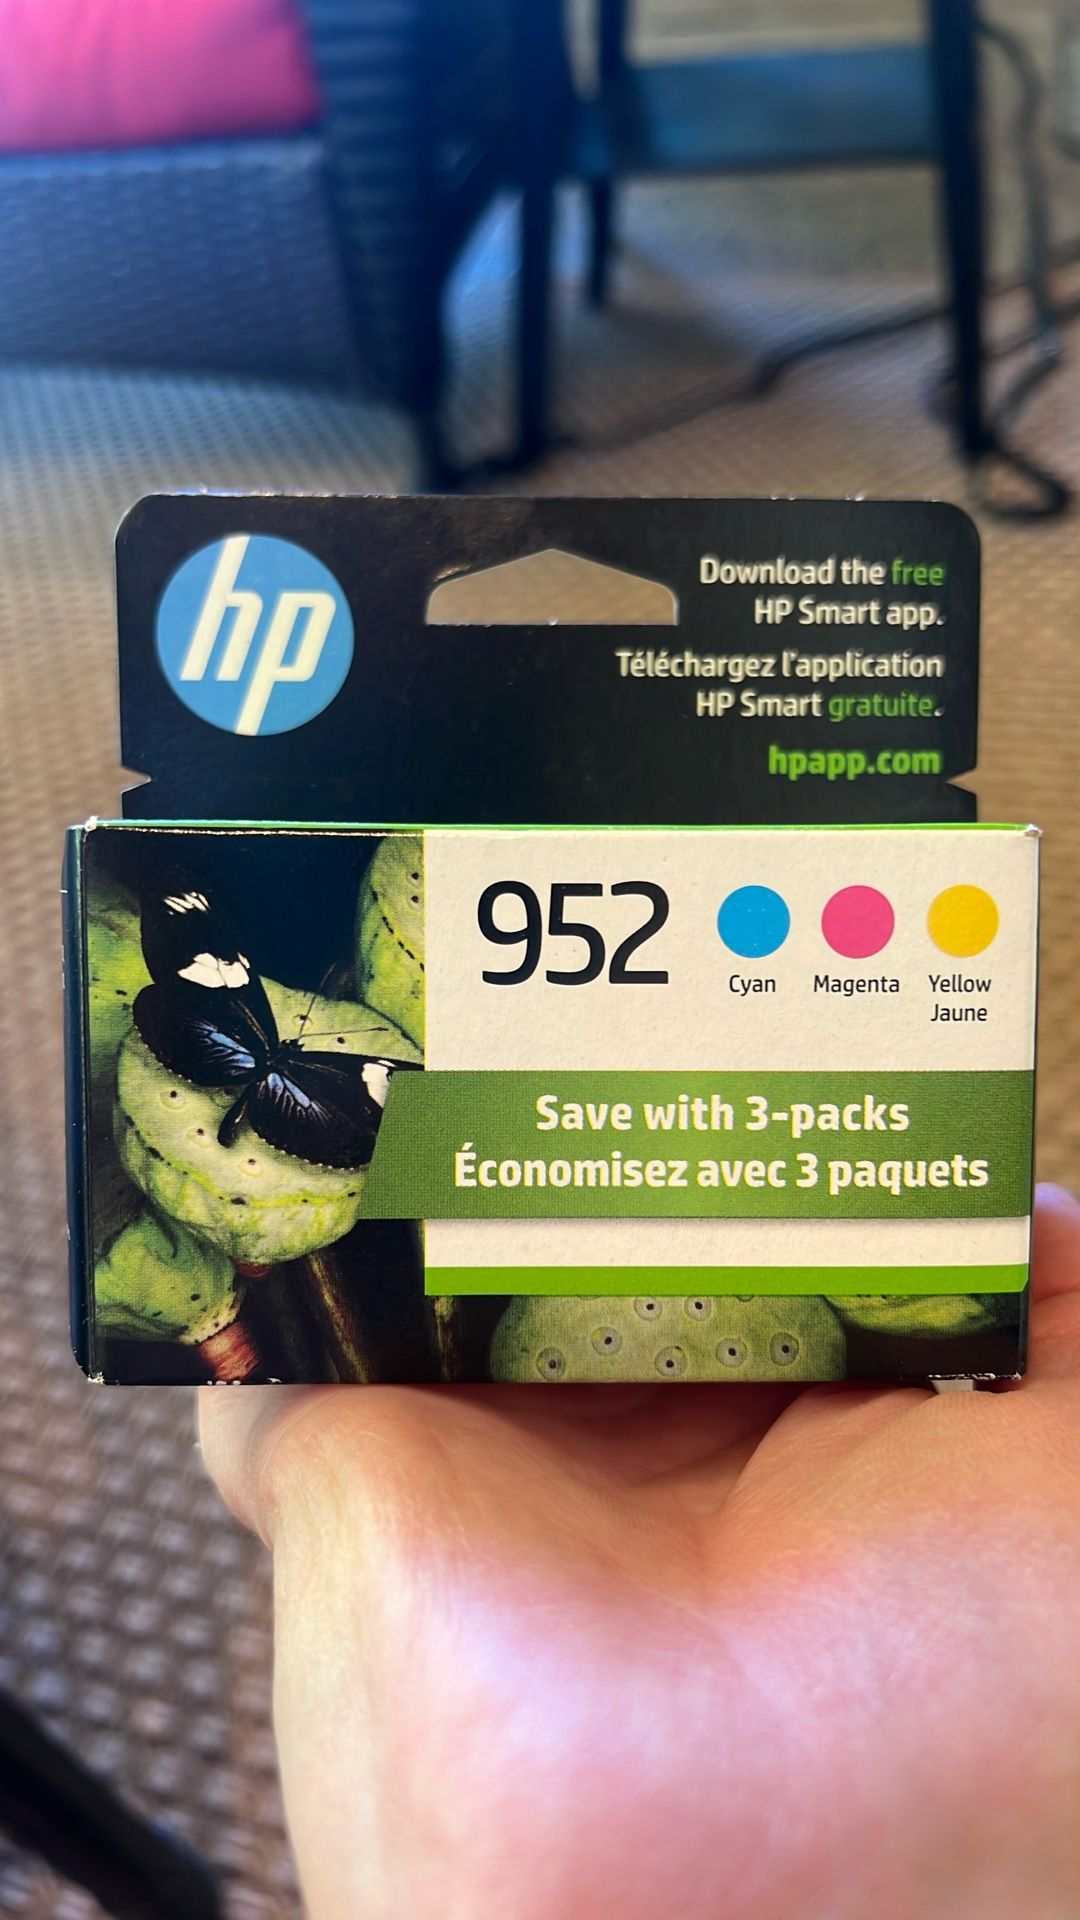 hp
Download the free
HP Smart app.
Téléchargez l'application
HP Smart gratuite.
hpapp.com
952
Cyan
Magenta
Yellow
Jaune
Save with 3-packs
Économisez avec 3 paquets